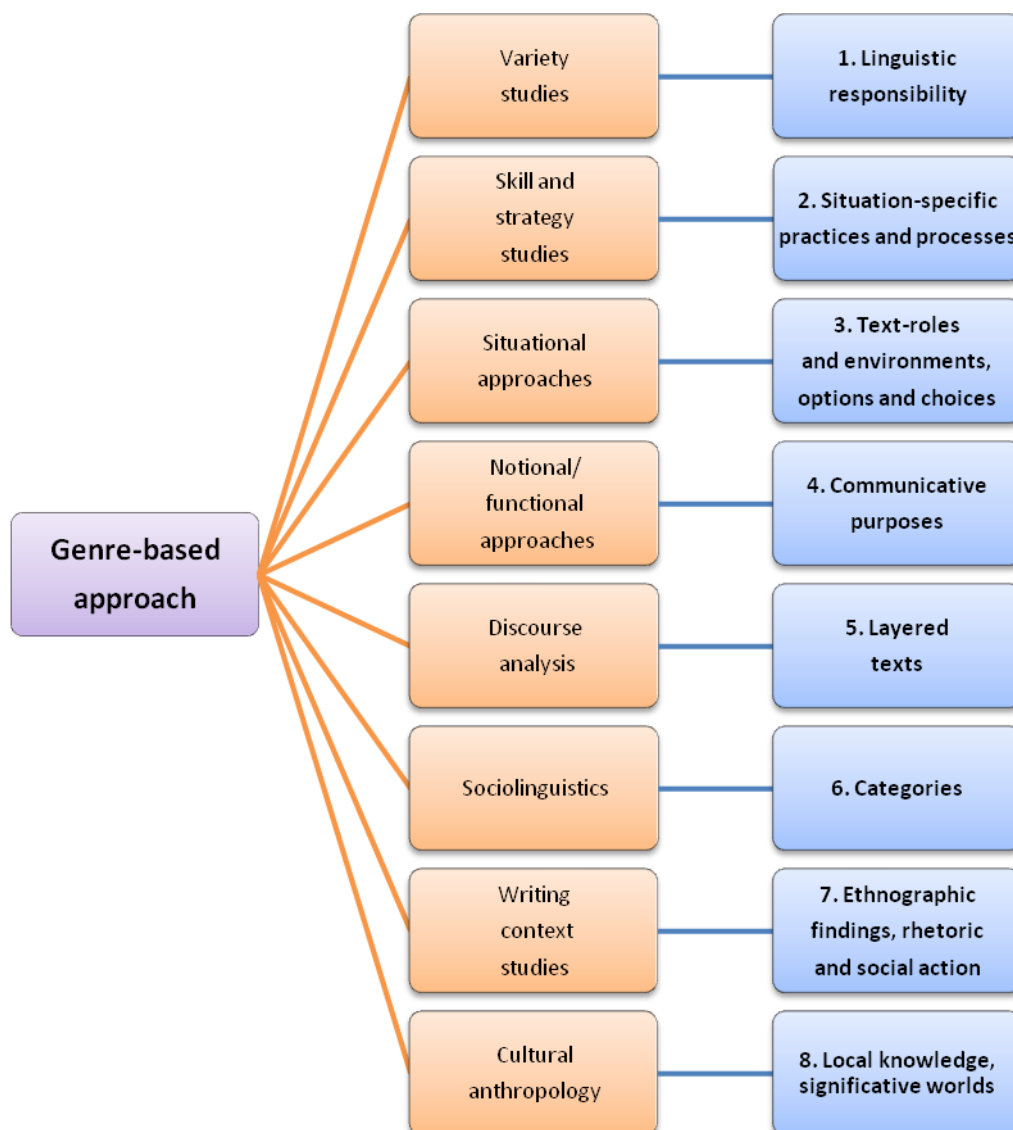 Variety
studies
1. Linguistic
responsibility
Skill and
strategy
studies
2. Situation-specific
practices and processes
Situational
approaches
3. Text-roles
and environments,
options and choices
Notional/
functional
approaches
4. Communicative
purposes
Genre-based
approach
Discourse
analysis
5. Layered
texts
Sociolinguistics
6. Categories
Writing
context
studies
7. Ethnographic
findings, rhetoric
and social action
Cultural
anthropology
8. Local knowledge,
significative worlds